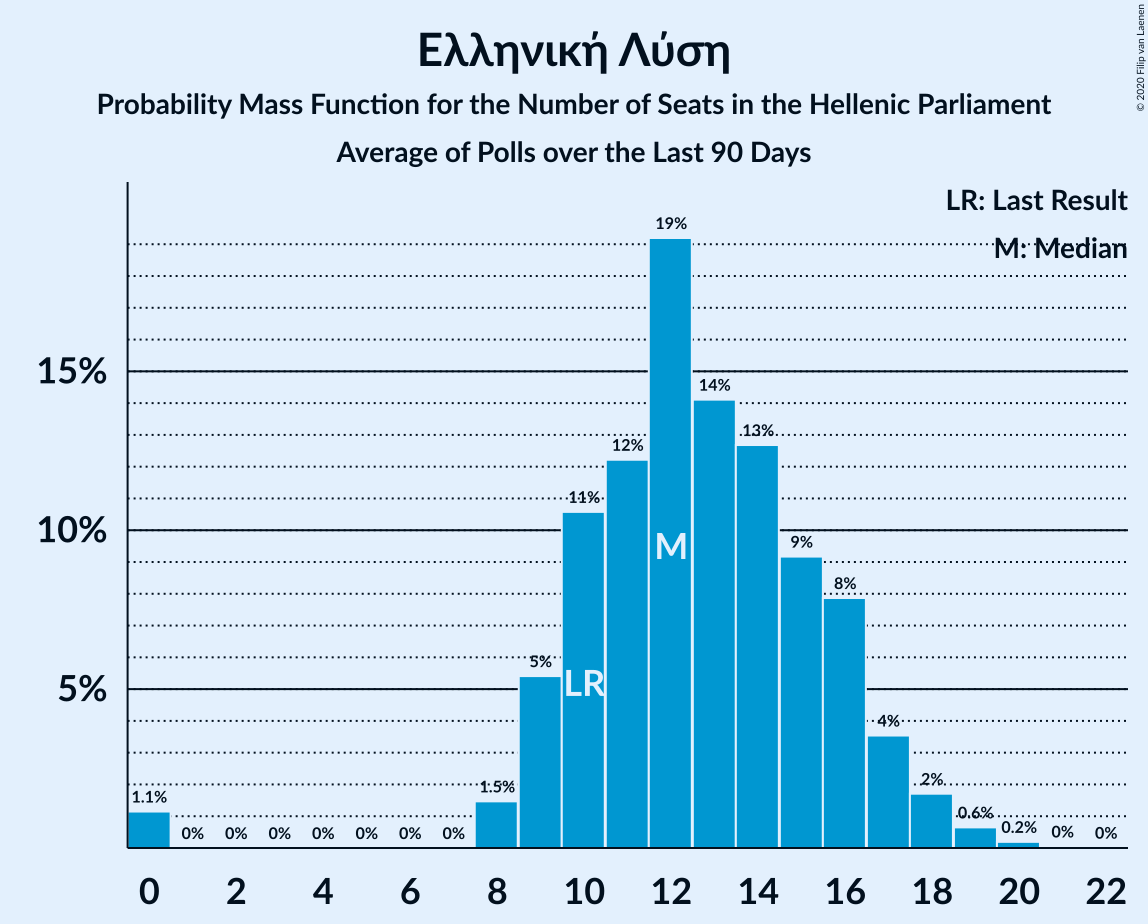 Ελληνική Λύση
Probability Mass Function for the Number of Seats in the Hellenic Parliament
Average of Polls over the Last 90 Days
© 2020 Filip van Laenen
LR: Last Result
M: Median
19%
15%
14%
13%
12%
11%
10%
M
9%
8%
5%
LR
5%
4%
2%
1.5%
1.1%
0.6%
0.2%
0% 0% 0% 0% 0% 0% 0% 0% 0%
0 2 4 6 8 10 12 14 16 18 20 22